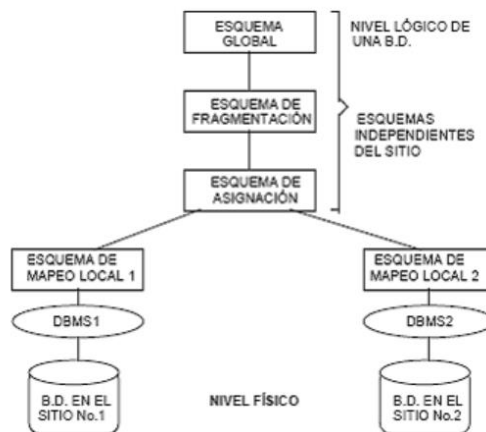 ESQUEMA
GLOBAL
NIVEL LÓGICO DE
UNA B.D.
ESQUEMA DE
FRAGMENTACIÓN
ESQUEMAS
INDEPENDIENTES
DEL SITIO
ESQUEMA DE
ASIGNACIÓN
ESQUEMA DE
MAPEO LOCAL 1
ESQUEMA DE
MAPEO LOCAL 2
DBMS1
DBMS2
B.D. EN EL
SITIO No.1
NIVEL FÍSICO
B.D. EN EL
SITIO No.2